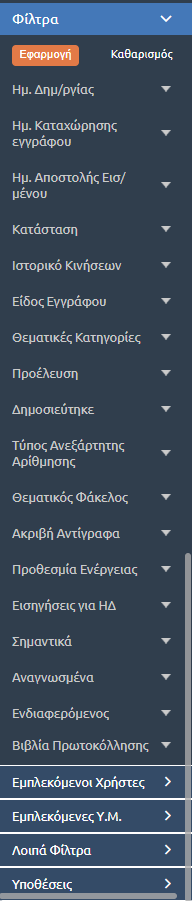 Φίλτρα
Εφαρμογή Καθαρισμός
Ημ. Δημ/ργίας
Ημ. Καταχώρησης
εγγράφου
Ημ. Αποστολής Εισ/
μένου
Κατάσταση
Ιστορικό Κινήσεων
Είδος Εγγράφου
Θεματικές Κατηγορίες
Προέλευση
Δημοσιεύτηκε
Τύπος Ανεξάρτητης
Αρίθμησης
Θεματικός Φάκελος
Ακριβή Αντίγραφα
Προθεσμία Ενέργειας
Εισηγήσεις για ΗΔ
Σημαντικά
Αναγνωσμένα
Ενδιαφερόμενος
Βιβλία Πρωτοκόλλησης
Εμπλεκόμενοι Χρήστες
Εμπλεκόμενες Υ.Μ.
Λοιπά Φίλτρα
Υποθέσεις